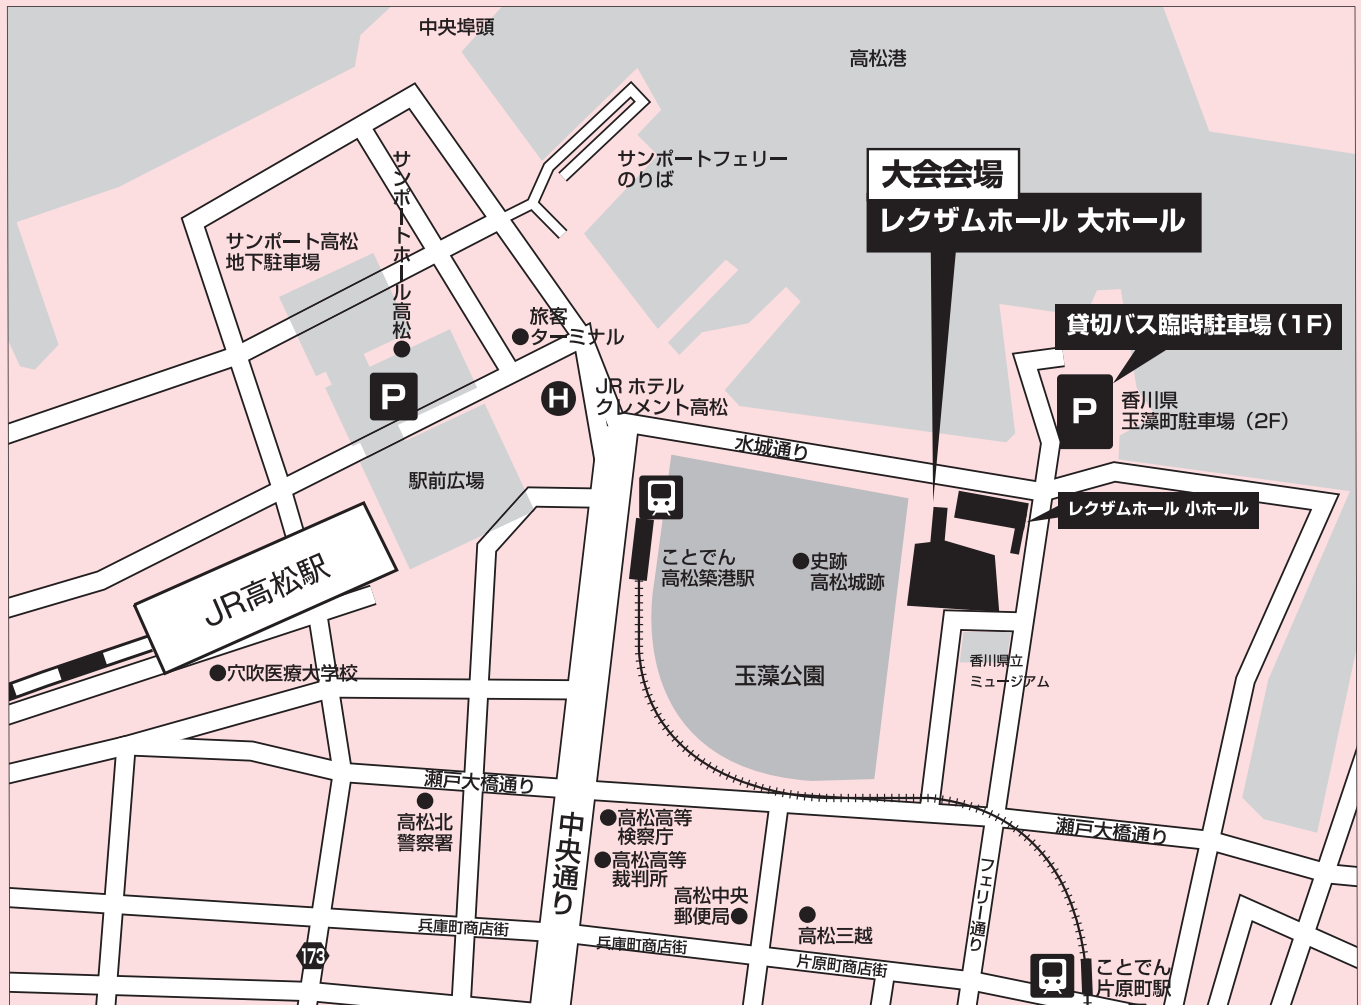 中央埠頭
高松港
サンポートフェリー
のりば
大会会場
レクザムホール 大ホール
サンポートホール高松
サンポート高松
地下駐車場
旅客
ターミナル
貸切バス臨時駐車場（1F）
P
H
JR ホテル
クレメント高松
P
香川県
玉藻町駐車場（2F）
水城通り
駅前広場
レクザムホール 小ホール
JR高松駅
ことでん
高松築港駅
史跡
高松城跡
穴吹医療大学校
玉藻公園
香川県立
ミュージアム
瀬戸大橋通り
高松北
警察署
中央通り
高松高等
検察庁
高松高等
裁判所
高松中央
郵便局
高松三越
瀬戸大橋通り
フェリー通り
兵庫町商店街
兵庫町商店街
片原町商店街
173
ことでん
片原町駅